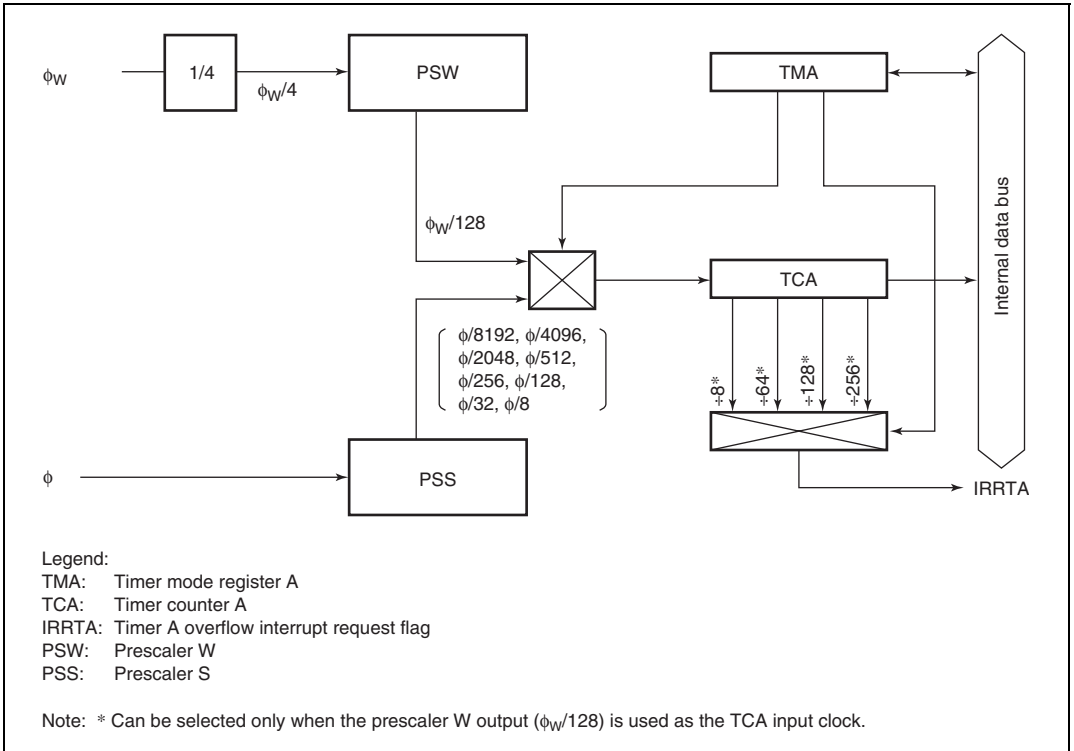 ϕW
1/4
ϕW/4
PSW
TMA
Internal data bus
ϕW/128
TCA
ϕ/8192, ϕ/4096,
ϕ/2048, ϕ/512,
ϕ/256, ϕ/128,
ϕ/32, ϕ/8
÷8*
÷64*
÷128*
÷256*
ϕ
PSS
IRRTA
Legend:
TMA: Timer mode register A
TCA: Timer counter A
IRRTA: Timer A overflow interrupt request flag
PSW: Prescaler W
PSS: Prescaler S
Note: * Can be selected only when the prescaler W output (ϕW/128) is used as the TCA input clock.